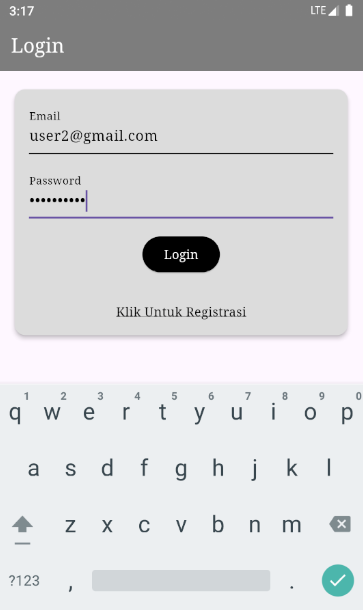 3:17 LTE
Login
Email
user2@gmail.com
Password
••••••••••
Login
Klik Untuk Registrasi
1 2 3 4 5 6 7 8 9 0
q w e r t y u i o p
a s d f g h j k l
z x c v b n m
?123 , .